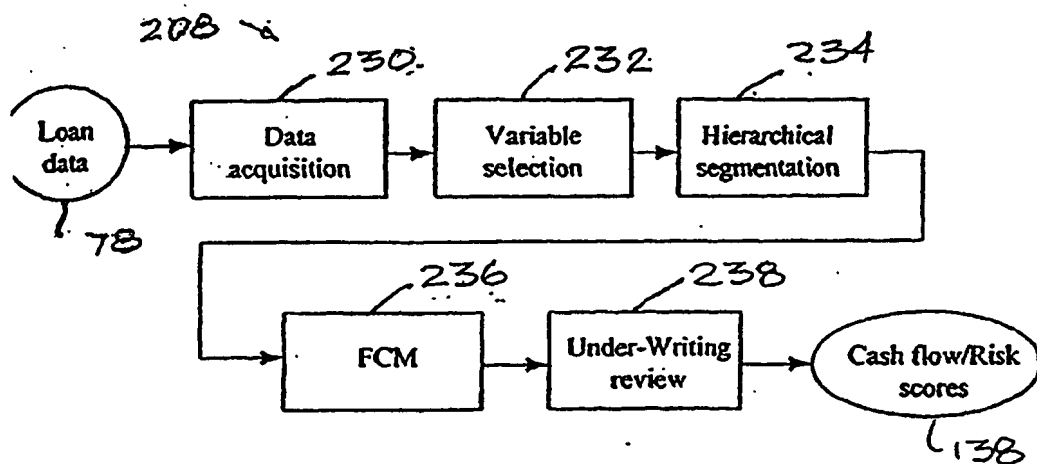 208
230
232
234
Loan
data
Data
acquisition
Variable
selection
Hierarchical
segmentation
78
236
238
FCM
Under-Writing
review
Cash flow/Risk
scores
138